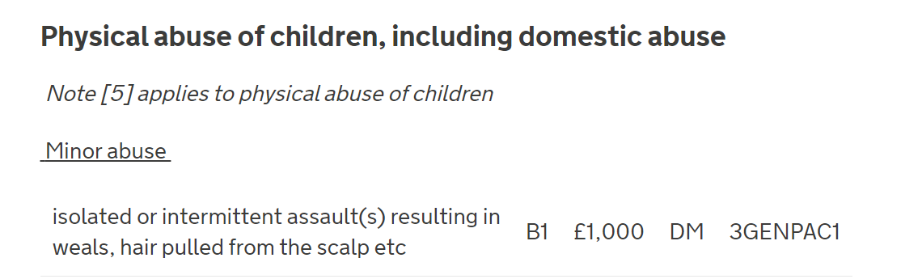 Physical abuse of children, including domestic abuse
Note [5] applies to physical abuse of children
Minor abuse
isolated or intermittent assault(s) resulting in
weals, hair pulled from the scalp etc
B1 £1,000 DM 3GENPAC1